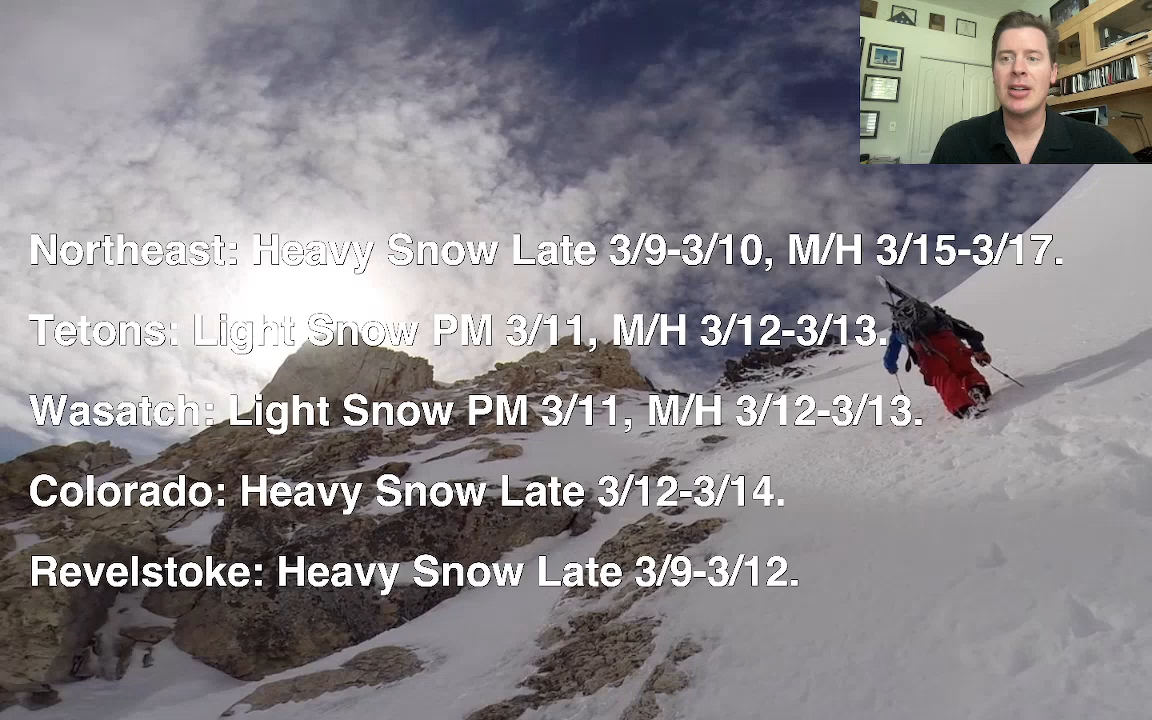 Northeast: Heavy Snow Late 3/9-3/10, M/H 3/15-3/17.
Tetons: Light Snow PM 3/11, M/H 3/12-3/13.
Wasatch: Light Snow PM 3/11, M/H 3/12-3/13.
Colorado: Heavy Snow Late 3/12-3/14.
Revelstoke: Heavy Snow Late 3/9-3/12.